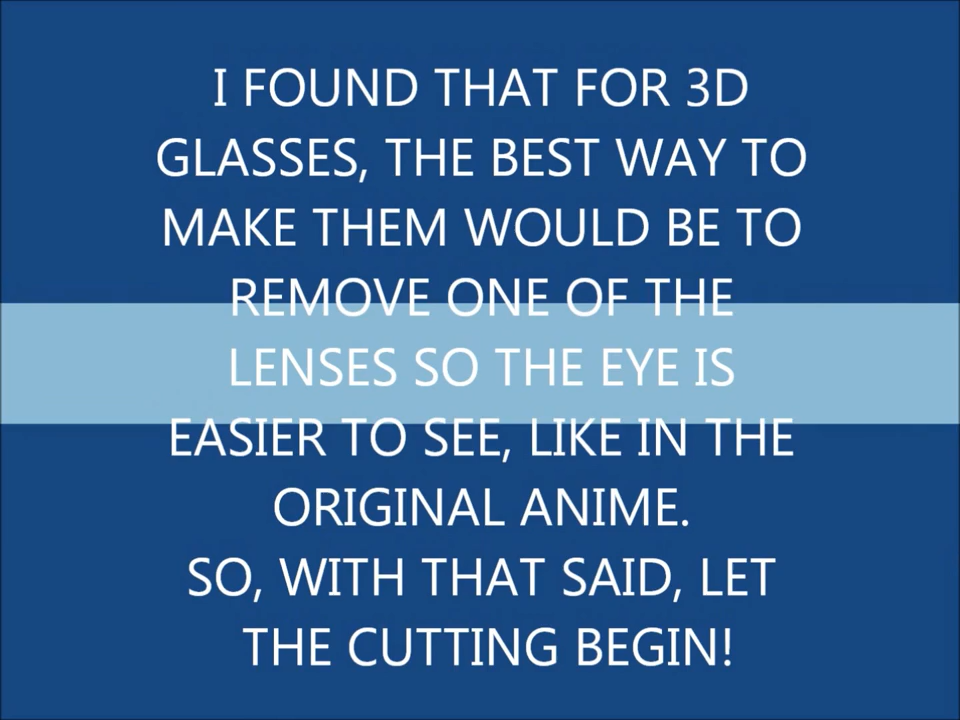 I FOUND THAT FOR 3D
GLASSES, THE BEST WAY TO
MAKE THEM WOULD BE TO
REMOVE ONE OF THE
LENSES SO THE EYE IS
EASIER TO SEE, LIKE IN THE
ORIGINAL ANIME.
SO, WITH THAT SAID, LET
THE CUTTING BEGIN!